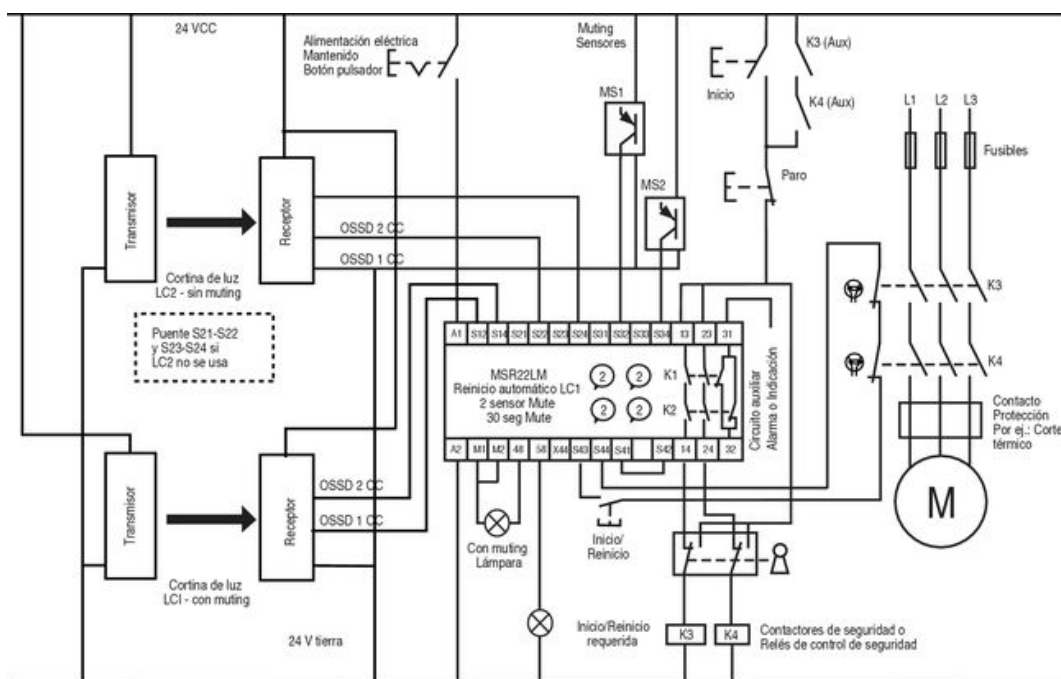 24 VCC
Alimentación eléctrica
Mantenido
Botón pulsador
Muting
Sensores
MS1
MS2
Inicio
K3 (Aux)
K4 (Aux)
Paro
L1
L2
L3
Fusibles
Transmisor
Receptor
OSSD 2 CC
OSSD 1 CC
Cortina de luz
LC2 - sin muting
Puente S21-S22
y S23-S24 si
LC2 no se usa
A1 S12 S14 S21 S22 S23 S24 S31 S32 S33 S34 13 23 31
MSR22LM
Reinicio automático LC1
2 sensor Mute
30 seg Mute
2 2
2 2
K1
K2
A2 M1 M2 48 58 X44 S43 S44 S41 S42 14 24 32
Circuito auxiliar
Alarma o Indicación
K3
K4
Contacto
Protección
Por ej.: Corte
térmico
M
Transmisor
Receptor
OSSD 2 CC
OSSD 1 CC
Cortina de luz
LCI - con muting
Con muting
Lámpara
Inicio/
Reinicio
24 V tierra
Inicio/Reinicio
requerida
K3
K4
Contactores de seguridad o
Relés de control de seguridad